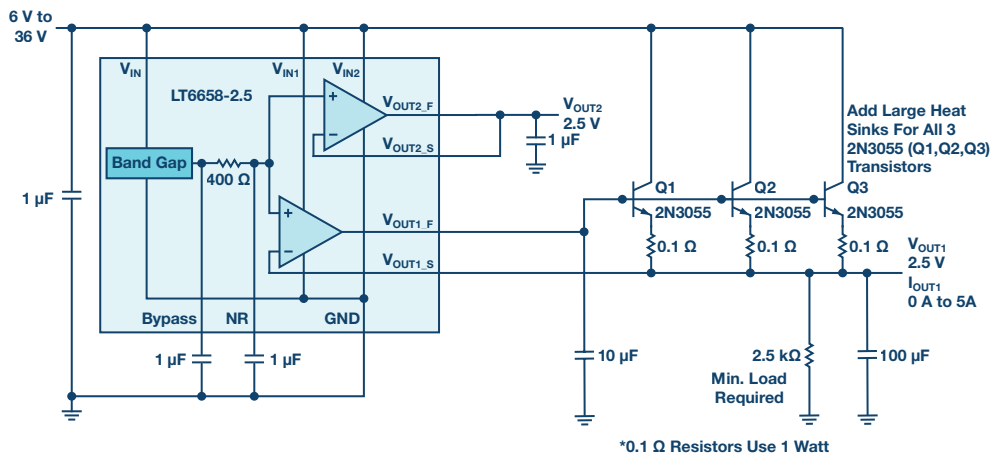 6 V to
36 V
VIN
VIN1
VIN2
LT6658-2.5
VOUT2_F
VOUT2
2.5 V
+
−
VOUT2_S
1 µF
Add Large Heat
Sinks For All 3
2N3055 (Q1,Q2,Q3)
Transistors
Band Gap
400 Ω
1 µF
Q1
Q2
Q3
2N3055
2N3055
2N3055
+
−
VOUT1_F
0.1 Ω
0.1 Ω
0.1 Ω
VOUT1_S
VOUT1
2.5 V
IOUT1
0 A to 5A
Bypass
NR
GND
1 µF
1 µF
10 µF
2.5 kΩ
100 µF
Min. Load
Required
*0.1 Ω Resistors Use 1 Watt